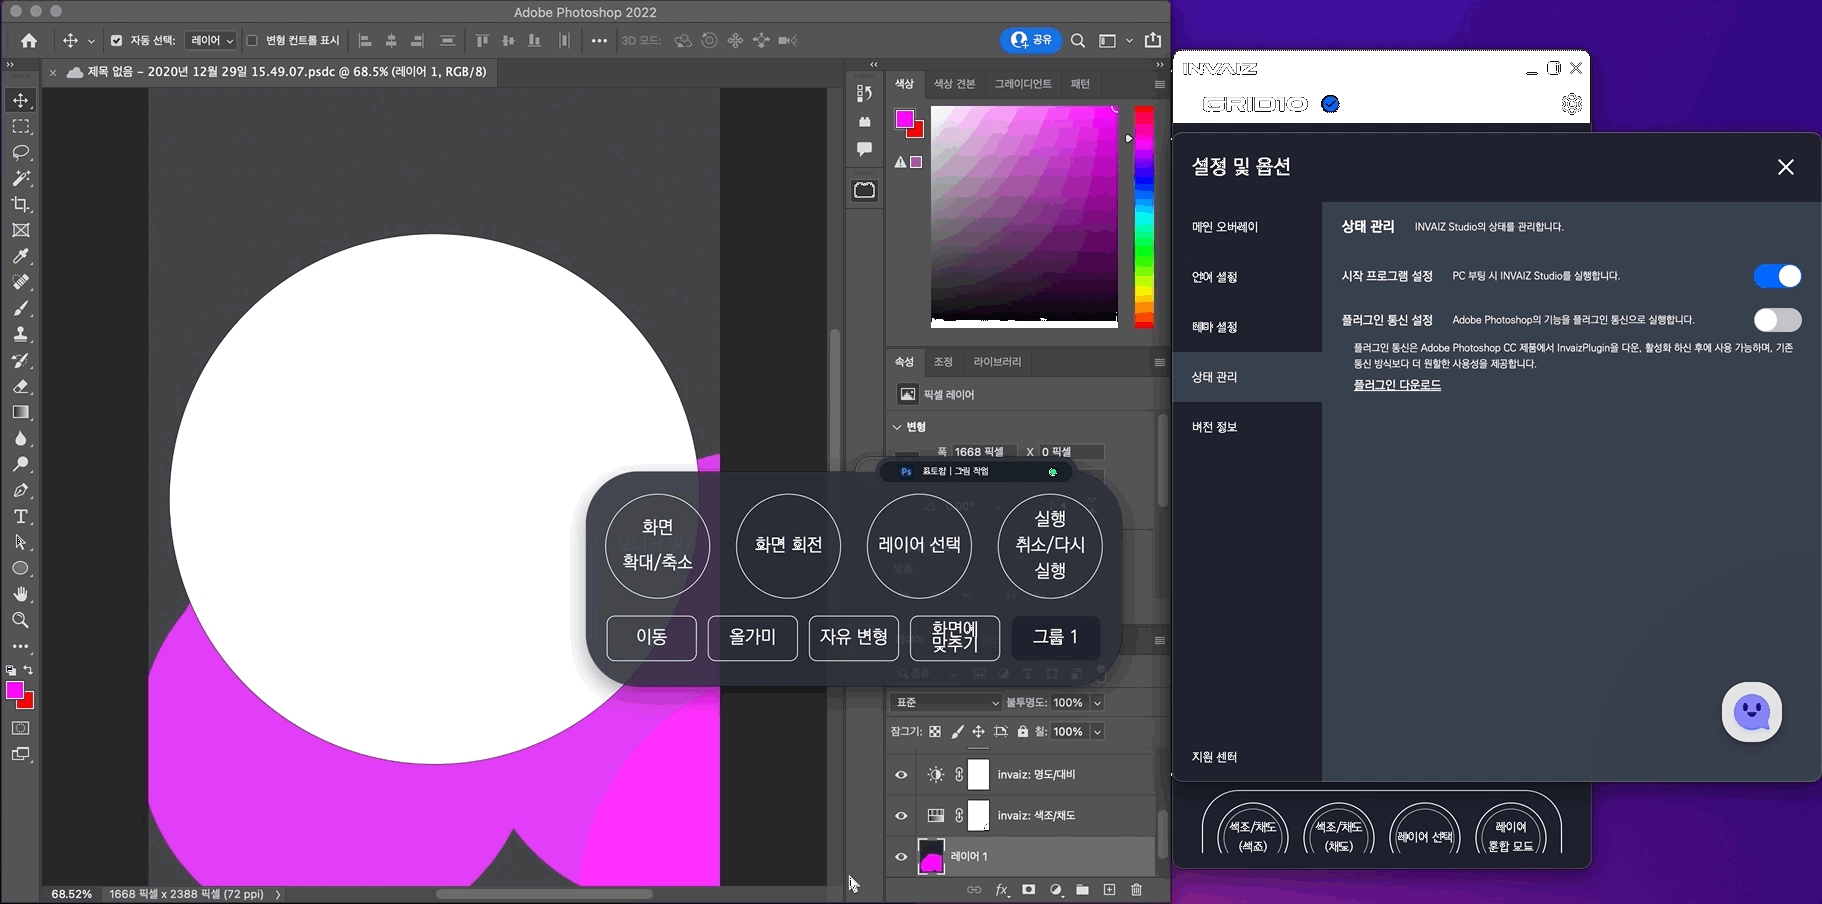 Adobe Photoshop 2022
자동 선택: 레이어
변형 컨트롤 표시
3D 모드:
공유
제목 없음 - 2020년 12월 29일 15.49.07.psdc @ 68.5% (레이어 1, RGB/8)
색상 색상 견본 그레이디언트 패턴
속성 조정 라이브러리
픽셀 레이어
변형
폭 1668 픽셀 X 0 픽셀
Ps 포토샵 | 그림 작업
화면
확대/축소
화면 회전
레이어 선택
실행
취소/다시
실행
이동
올가미
자유 변형
화면에
맞추기
그룹 1
종류
표준 불투명도: 100%
잠그기: 칠: 100%
invaiz: 명도/대비
invaiz: 색조/채도
레이어 1
68.52% 1668 픽셀 x 2388 픽셀 (72 ppi)
INVAIZ
GRID10
설정 및 옵션
메인 오버레이
언어 설정
테마 설정
상태 관리
버전 정보
지원 센터
상태 관리 INVAIZ Studio의 상태를 관리합니다.
시작 프로그램 설정 PC 부팅 시 INVAIZ Studio를 실행합니다.
플러그인 통신 설정 Adobe Photoshop의 기능을 플러그인 통신으로 실행합니다.
플러그인 통신은 Adobe Photoshop CC 제품에서 InvaizPlugin을 다운, 활성화 하신 후에 사용 가능하며, 기존
통신 방식보다 더 원활한 사용성을 제공합니다.
플러그인 다운로드
색조/채도
(색조)
색조/채도
(채도)
레이어 선택
레이어
혼합 모드